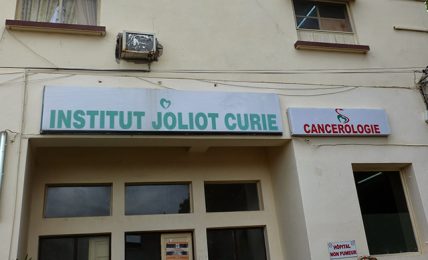 INSTITUT JOLIOT CURIE
CANCEROLOGIE
HÔPITAL
NON FUMEUR